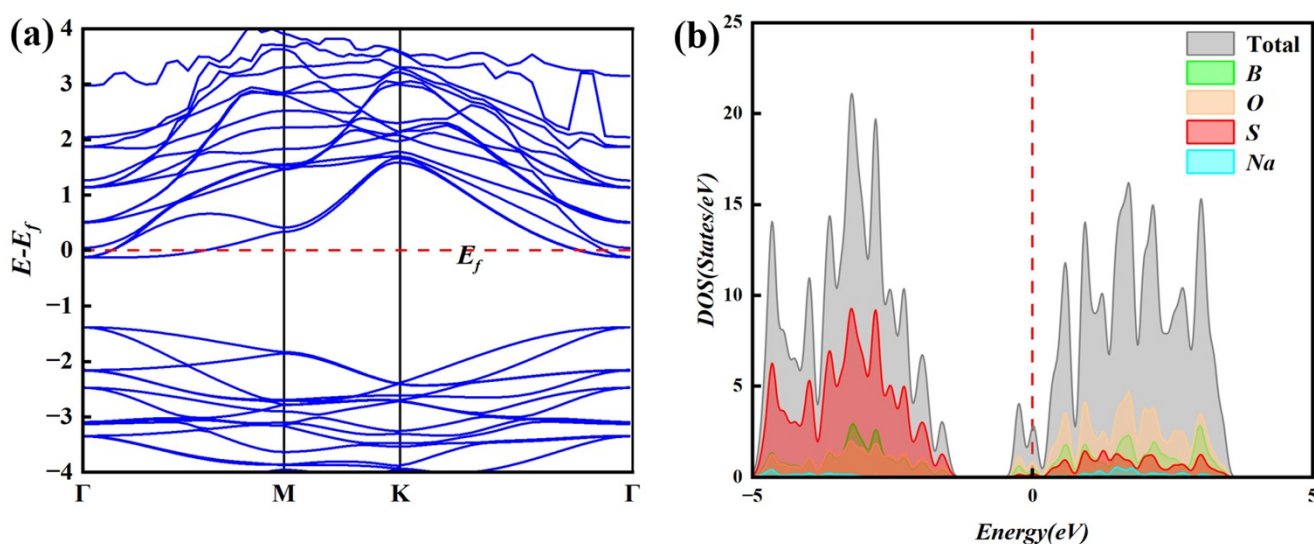 (a)
E-E_f
4
3
2
1
0
−1
−2
−3
−4
E_f
Γ
M
K
Γ
(b)
DOS(States/eV)
25
20
15
10
5
0
−5
0
5
Energy(eV)
Total
B
O
S
Na